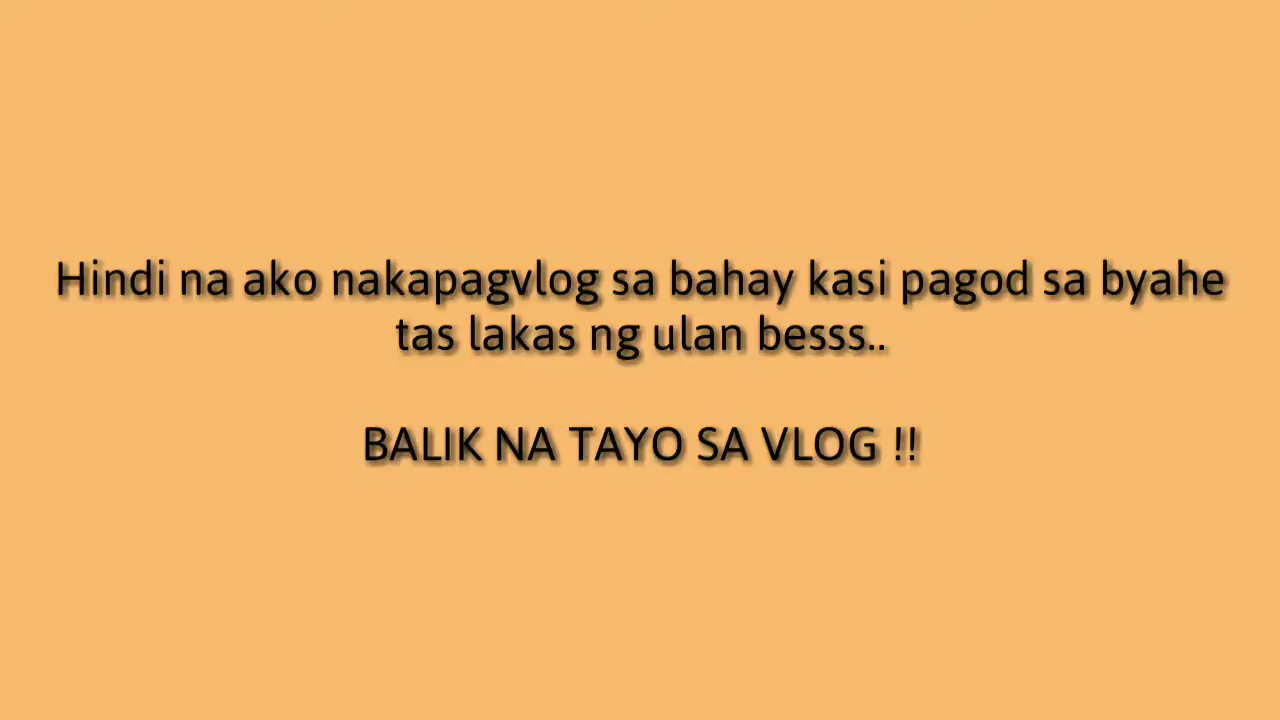 Hindi na ako nakapagvlog sa bahay kasi pagod sa byahe
tas lakas ng ulan besss..
BALIK NA TAYO SA VLOG !!